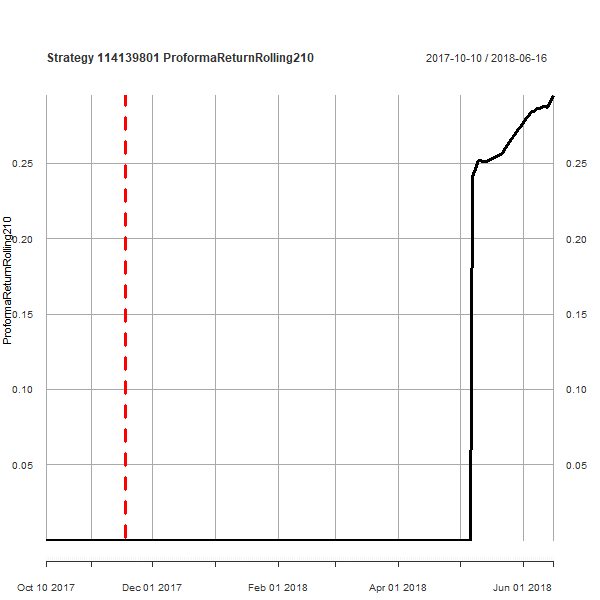 Strategy 114139801 ProformaReturnRolling210
2017-10-10 / 2018-06-16
ProformaReturnRolling210
0.25
0.20
0.15
0.10
0.05
0.25
0.20
0.15
0.10
0.05
Oct 10 2017
Dec 01 2017
Feb 01 2018
Apr 01 2018
Jun 01 2018